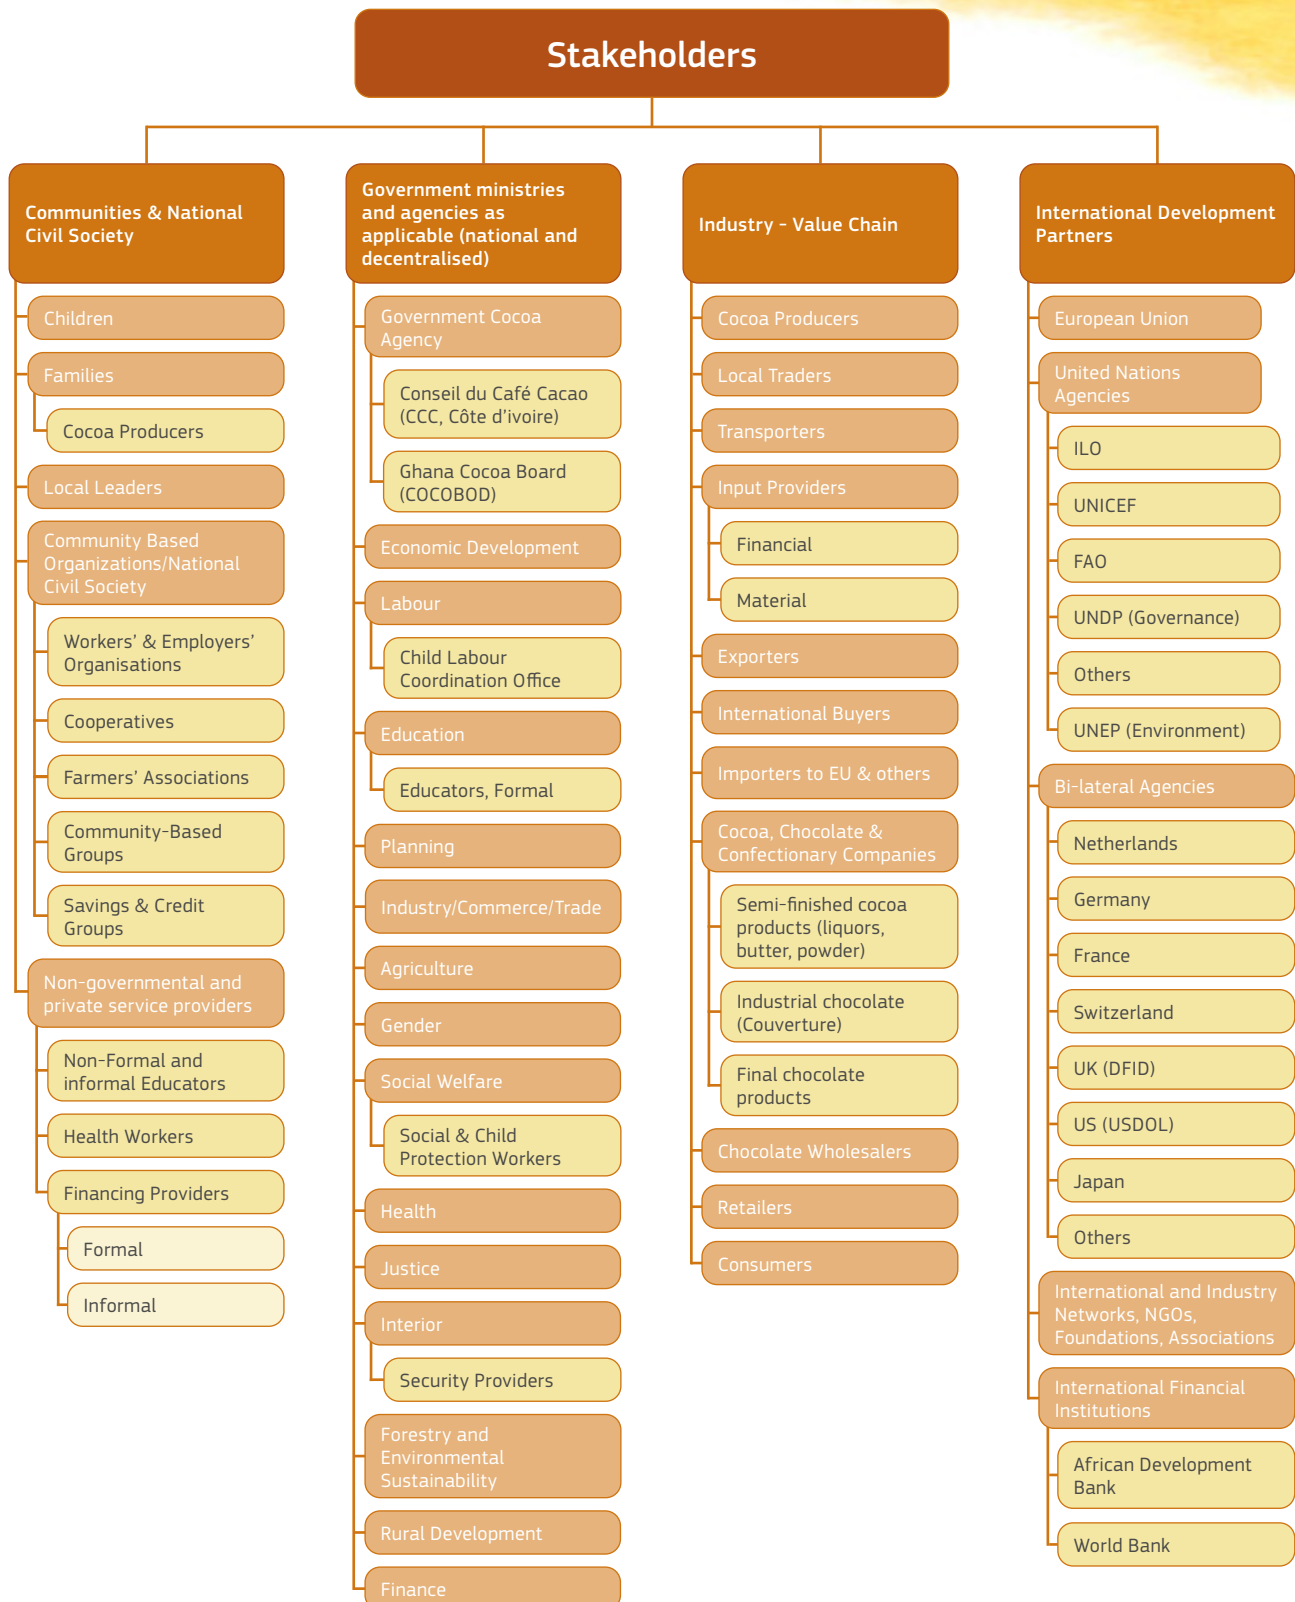 Stakeholders
Communities & National
Civil Society
Children
Families
Cocoa Producers
Local Leaders
Community Based
Organizations/National
Civil Society
Workers’ & Employers’
Organisations
Cooperatives
Farmers’ Associations
Community-Based
Groups
Savings & Credit
Groups
Non-governmental and
private service providers
Non-Formal and
informal Educators
Health Workers
Financing Providers
Formal
Informal
Government ministries
and agencies as
applicable (national and
decentralised)
Government Cocoa
Agency
Conseil du Café Cacao
(CCC, Côte d’ivoire)
Ghana Cocoa Board
(COCOBOD)
Economic Development
Labour
Child Labour
Coordination Office
Education
Educators, Formal
Planning
Industry/Commerce/Trade
Agriculture
Gender
Social Welfare
Social & Child
Protection Workers
Health
Justice
Interior
Security Providers
Forestry and
Environmental
Sustainability
Rural Development
Finance
Industry - Value Chain
Cocoa Producers
Local Traders
Transporters
Input Providers
Financial
Material
Exporters
International Buyers
Importers to EU & others
Cocoa, Chocolate &
Confectionary Companies
Semi-finished cocoa
products (liquors,
butter, powder)
Industrial chocolate
(Couverture)
Final chocolate
products
Chocolate Wholesalers
Retailers
Consumers
International Development
Partners
European Union
United Nations
Agencies
ILO
UNICEF
FAO
UNDP (Governance)
Others
UNEP (Environment)
Bi-lateral Agencies
Netherlands
Germany
France
Switzerland
UK (DFID)
US (USDOL)
Japan
Others
International and Industry
Networks, NGOs,
Foundations, Associations
International Financial
Institutions
African Development
Bank
World Bank